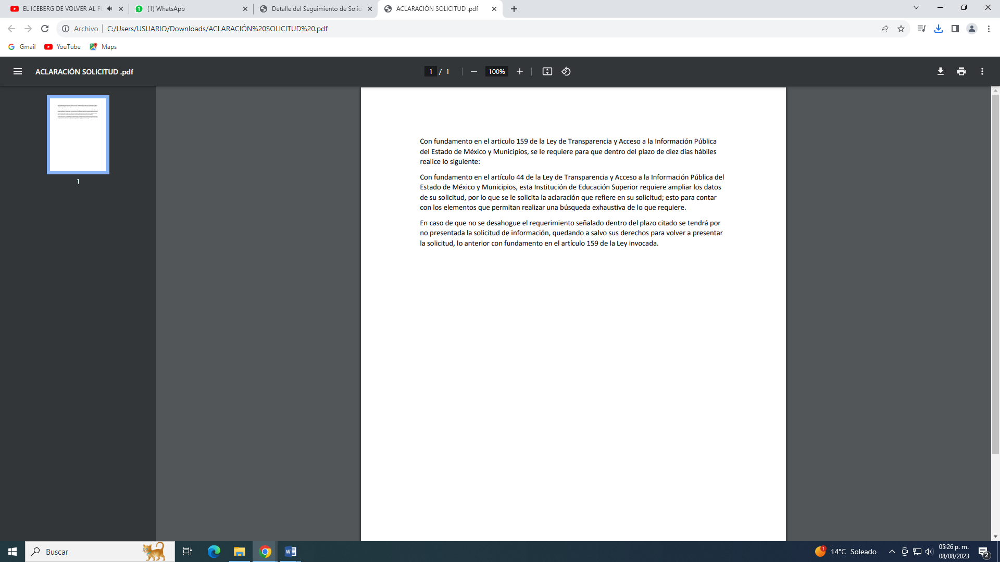 EL ICEBERG DE VOLVER AL FU
(1) WhatsApp
Detalle del Seguimiento de Solici
ACLARACIÓN SOLICITUD .pdf
Archivo
C:/Users/USUARIO/Downloads/ACLARACIÓN%20SOLICITUD%20.pdf
Gmail
YouTube
Maps
ACLARACIÓN SOLICITUD .pdf
1 / 1
100%
Con fundamento en el articulo 159 de la Ley de Transparencia y Acceso a la Información Pública
del Estado de México y Municipios, se le requiere para que dentro del plazo de diez días hábiles
realice lo siguiente:
Con fundamento en el artículo 44 de la Ley de Transparencia y Acceso a la Información Pública del
Estado de México y Municipios, esta Institución de Educación Superior requiere ampliar los datos
de su solicitud, por lo que se le solicita la aclaración que refiere en su solicitud; esto para contar
con los elementos que permitan realizar una búsqueda exhaustiva de lo que requiere.
En caso de que no se desahogue el requerimiento señalado dentro del plazo citado se tendrá por
no presentada la solicitud de información, quedando a salvo sus derechos para volver a presentar
la solicitud, lo anterior con fundamento en el artículo 159 de la Ley invocada.
1
Buscar
1
14°C Soleado
05:26 p. m.
08/08/2023
2